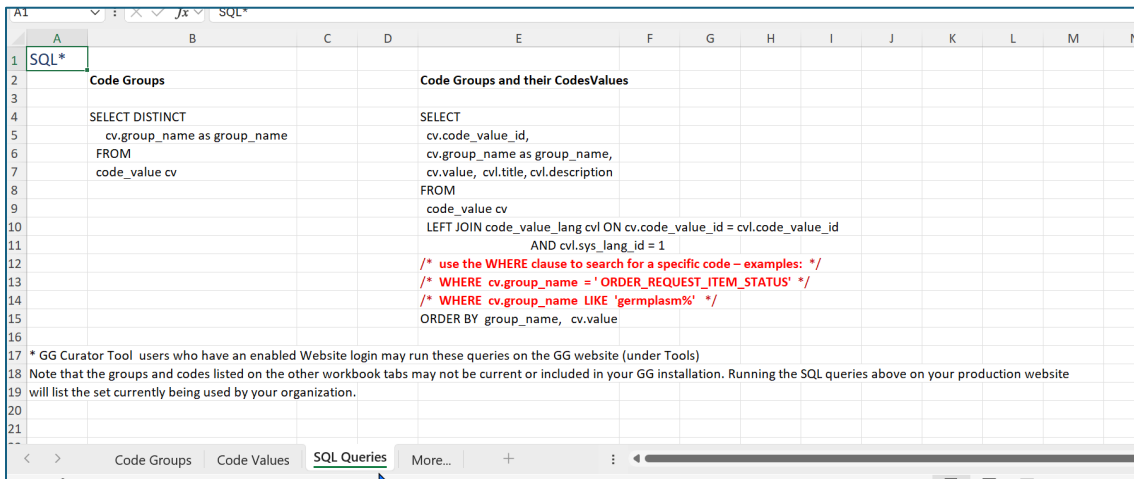 A1 fx SQL*
A B C D E F G H I J K L M
1 SQL*
2 Code Groups Code Groups and their CodesValues
3
4 SELECT DISTINCT SELECT
5 cv.group_name as group_name cv.code_value_id,
6 FROM cv.group_name as group_name,
7 code_value cv cv.value, cvl.title, cvl.description
8 FROM
9 code_value cv
10 LEFT JOIN code_value_lang cvl ON cv.code_value_id = cvl.code_value_id
11 AND cvl.sys_lang_id = 1
12 /* use the WHERE clause to search for a specific code – examples: */
13 /* WHERE cv.group_name = ' ORDER_REQUEST_ITEM_STATUS' */
14 /* WHERE cv.group_name LIKE 'germplasm%' */
15 ORDER BY group_name, cv.value
16
17 * GG Curator Tool users who have an enabled Website login may run these queries on the GG website (under Tools)
18 Note that the groups and codes listed on the other workbook tabs may not be current or included in your GG installation. Running the SQL queries above on your production website
19 will list the set currently being used by your organization.
20
21
Code Groups Code Values SQL Queries More... +